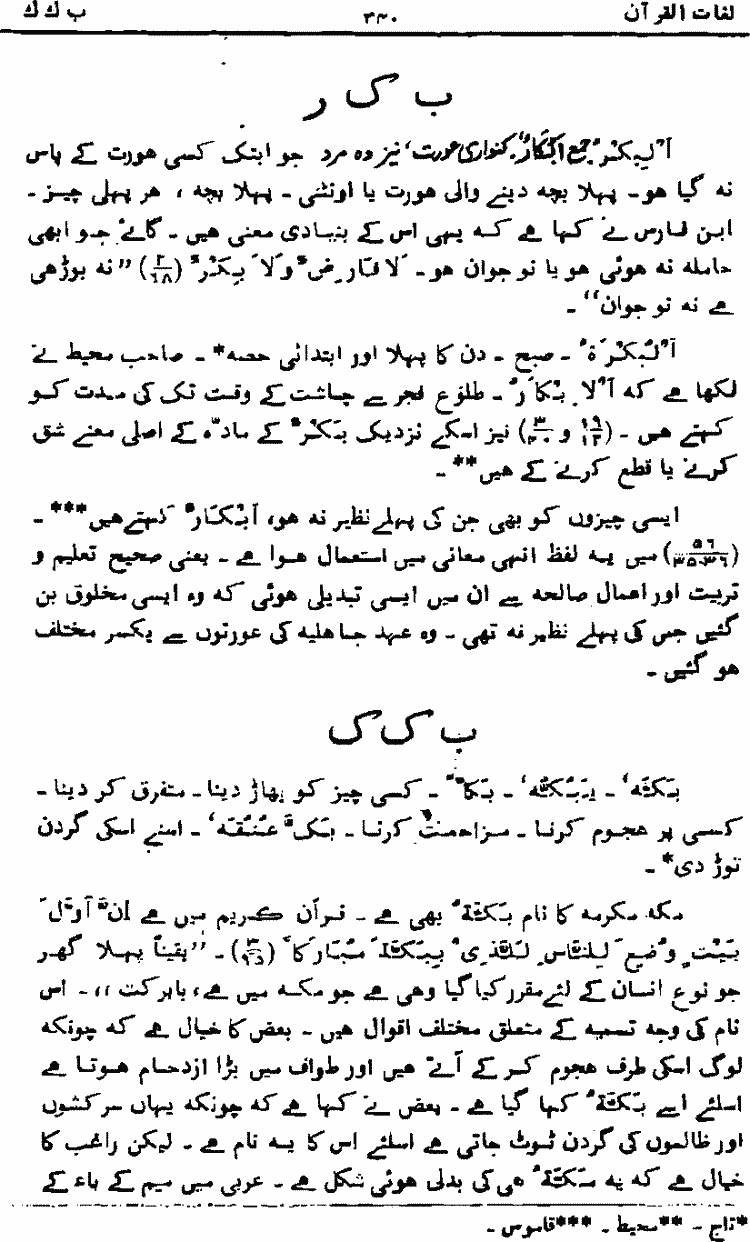 لغات القرآن ۳۴۰ ب ك ك
ب ک ر
اَلْبِكْرُ جمع اَبْكَارٌ۔ کنواری عورت، نیز وہ مرد جو ابتک کسی عورت کے پاس
نہ گیا ہو۔ پہلا بچہ دینے والی عورت یا اونٹنی۔ پہلا بچہ، ہر پہلی چیز۔
ابن فارس نے کہا ہے کہ یہی اس کے بنیادی معنی ہیں۔ گائے جو ابھی
حاملہ نہ ہوئی ہو یا نوجوان ہو۔ لَا فَارِضٌ وَّلَا بِكْرٌ (۲/۶۸) ”نہ بوڑھی
ہے نہ نوجوان“۔
اَلْبُكْرَةُ۔ صبح۔ دن کا پہلا اور ابتدائی حصہ*۔ صاحب محیط نے
لکھا ہے کہ اَلْاِبْكَارُ۔ طلوع فجر سے چاشت کے وقت تک کی مدت کو
کہتے ہیں۔ (۱۹/۱۲ و ۳/۴۰) نیز اسکے نزدیک بَكْرٌ کے مادّہ کے اصلی معنے شق
کرنے یا قطع کرنے کے ہیں**۔
ایسی چیزوں کو بھی جن کی پہلے نظیر نہ ہو، اَبْكَارٌ کہتے ہیں***۔
(۵۶/۳۵-۳۶) میں یہ لفظ انہی معانی میں استعمال ہوا ہے۔ یعنی صحیح تعلیم و
تربیت اور اعمال صالحہ سے ان میں ایسی تبدیلی ہوئی کہ وہ ایسی مخلوق بن
گئیں جس کی پہلے نظیر نہ تھی۔ وہ عہد جاہلیہ کی عورتوں سے یکسر مختلف
ہو گئیں۔
ب ک ک
بَكَّهٗ۔ يَبُكُّهٗ۔ بَكًّا۔ کسی چیز کو پھاڑ دینا۔ متفرق کر دینا۔
کسی پر ہجوم کرنا۔ مزاحمت کرنا۔ بَكَّ عُنُقَهٗ۔ اسنے اسکی گردن
توڑ دی*۔
مکہ مکرمہ کا نام بَكَّةُ بھی ہے۔ قرآن کریم میں ہے اِنَّ اَوَّلَ
بَيْتٍ وُّضِعَ لِلنَّاسِ لَلَّذِيْ بِبَكَّةَ مُبَارَكًا (۳/۹۵)۔ ”یقیناً پہلا گھر
جو نوع انسان کے لئے مقرر کیا گیا وہی ہے جو مکہ میں ہے، بابرکت“۔ اس
نام کی وجہ تسمیہ کے متعلق مختلف اقوال ہیں۔ بعض کا خیال ہے کہ چونکہ
لوگ اسکی طرف ہجوم کر کے آتے ہیں اور طواف میں بڑا ازدحام ہوتا ہے
اسلئے اسے بَكَّةُ کہا گیا ہے۔ بعض نے کہا ہے کہ چونکہ یہاں سرکشوں
اور ظالموں کی گردن ٹوٹ جاتی ہے اسلئے اس کا یہ نام ہے۔ لیکن راغب کا
خیال ہے کہ یہ مَكَّةُ ہی کی بدلی ہوئی شکل ہے۔ عربی میں میم کے باء کے
*تاج۔ **محیط۔ ***قاموس۔